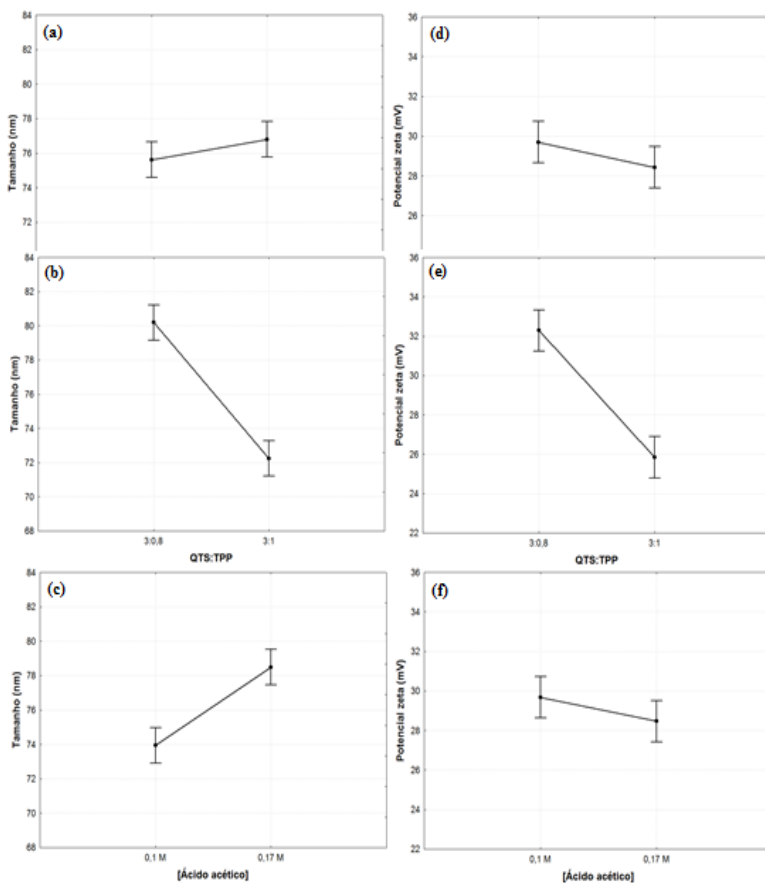 (a)
Tamanho (nm)
84
82
80
78
76
74
72
(d)
Potencial zeta (mV)
36
34
32
30
28
26
(b)
Tamanho (nm)
84
82
80
78
76
74
72
70
68
3:0,8
3:1
QTS:TPP
(e)
Potencial zeta (mV)
36
34
32
30
28
26
24
22
3:0,8
3:1
QTS:TPP
(c)
Tamanho (nm)
84
82
80
78
76
74
72
70
68
0,1 M
0,17 M
[Ácido acético]
(f)
Potencial zeta (mV)
36
34
32
30
28
26
24
22
0,1 M
0,17 M
[Ácido acético]